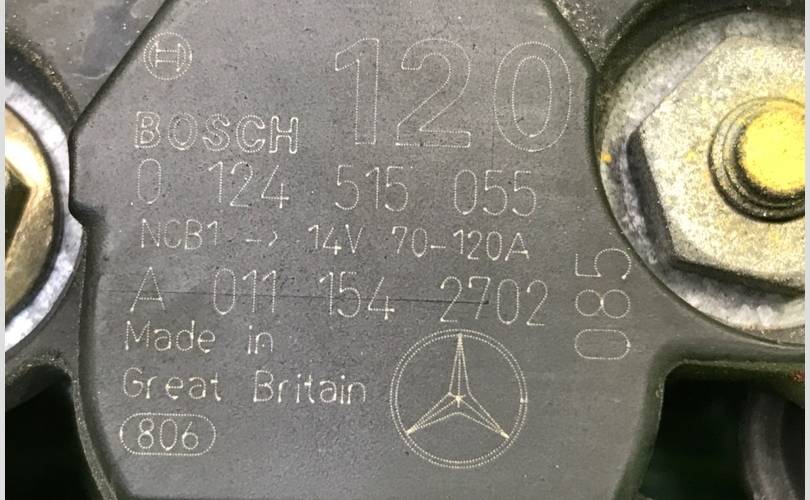 120
BOSCH
0 124 515 055
NCB1 -> 14V 70-120A
A 011 154 2702
085
Made in
Great Britain
806